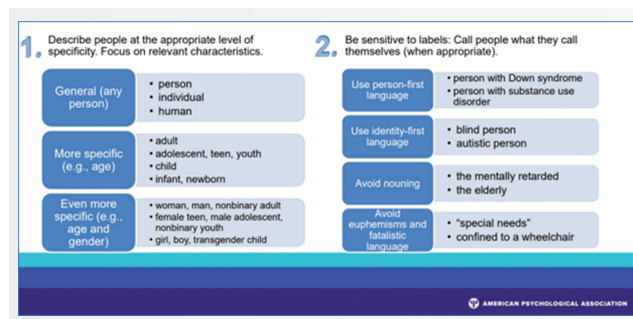 1. Describe people at the appropriate level of
specificity. Focus on relevant characteristics.
General (any
person)
• person
• individual
• human
More specific
(e.g., age)
• adult
• adolescent, teen, youth
• child
• infant, newborn
Even more
specific (e.g.,
age and
gender)
• woman, man, nonbinary adult
• female teen, male adolescent,
nonbinary youth
• girl, boy, transgender child
2. Be sensitive to labels: Call people what they call
themselves (when appropriate).
Use person-first
language
• person with Down syndrome
• person with substance use
disorder
Use identity-first
language
• blind person
• autistic person
Avoid nouning
• the mentally retarded
• the elderly
Avoid
euphemisms and
fatalistic
language
• “special needs”
• confined to a wheelchair
AMERICAN PSYCHOLOGICAL ASSOCIATION